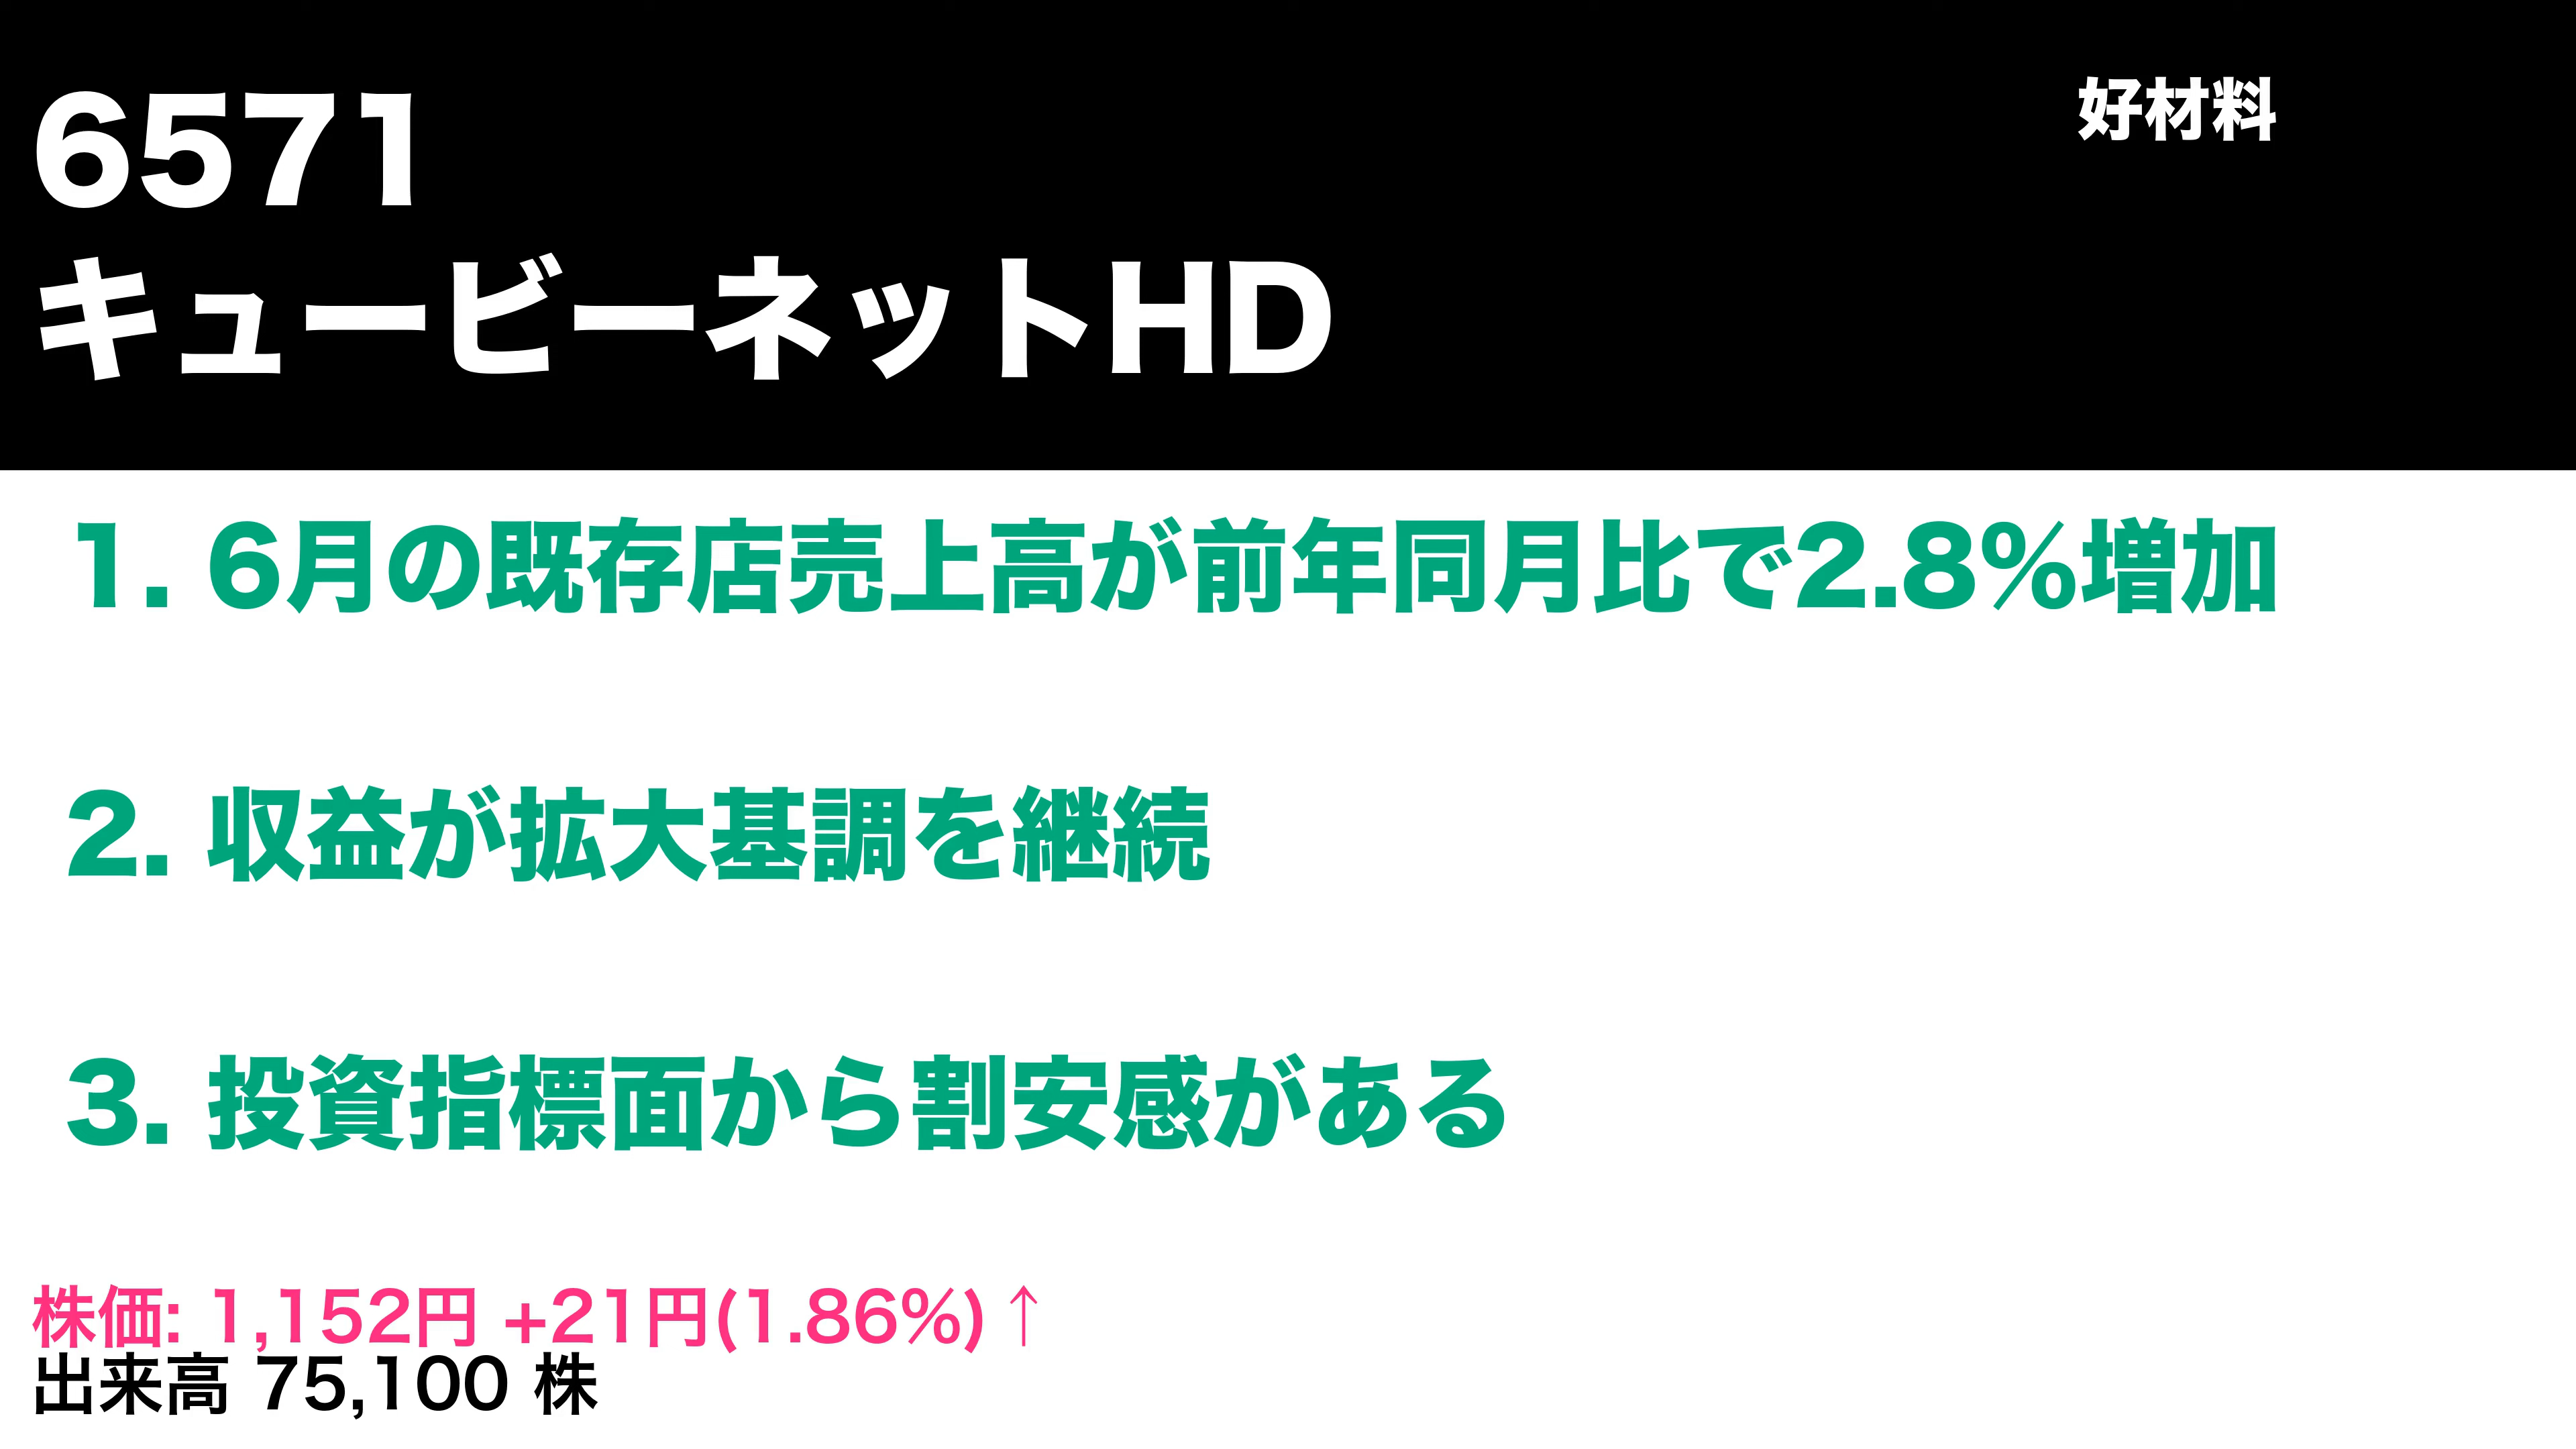 6571
好材料
キュービーネットHD
1. 6月の既存店売上高が前年同月比で2.8%増加
2. 収益が拡大基調を継続
3. 投資指標面から割安感がある
株価: 1,152円 +21円(1.86%)↑
出来高 75,100 株